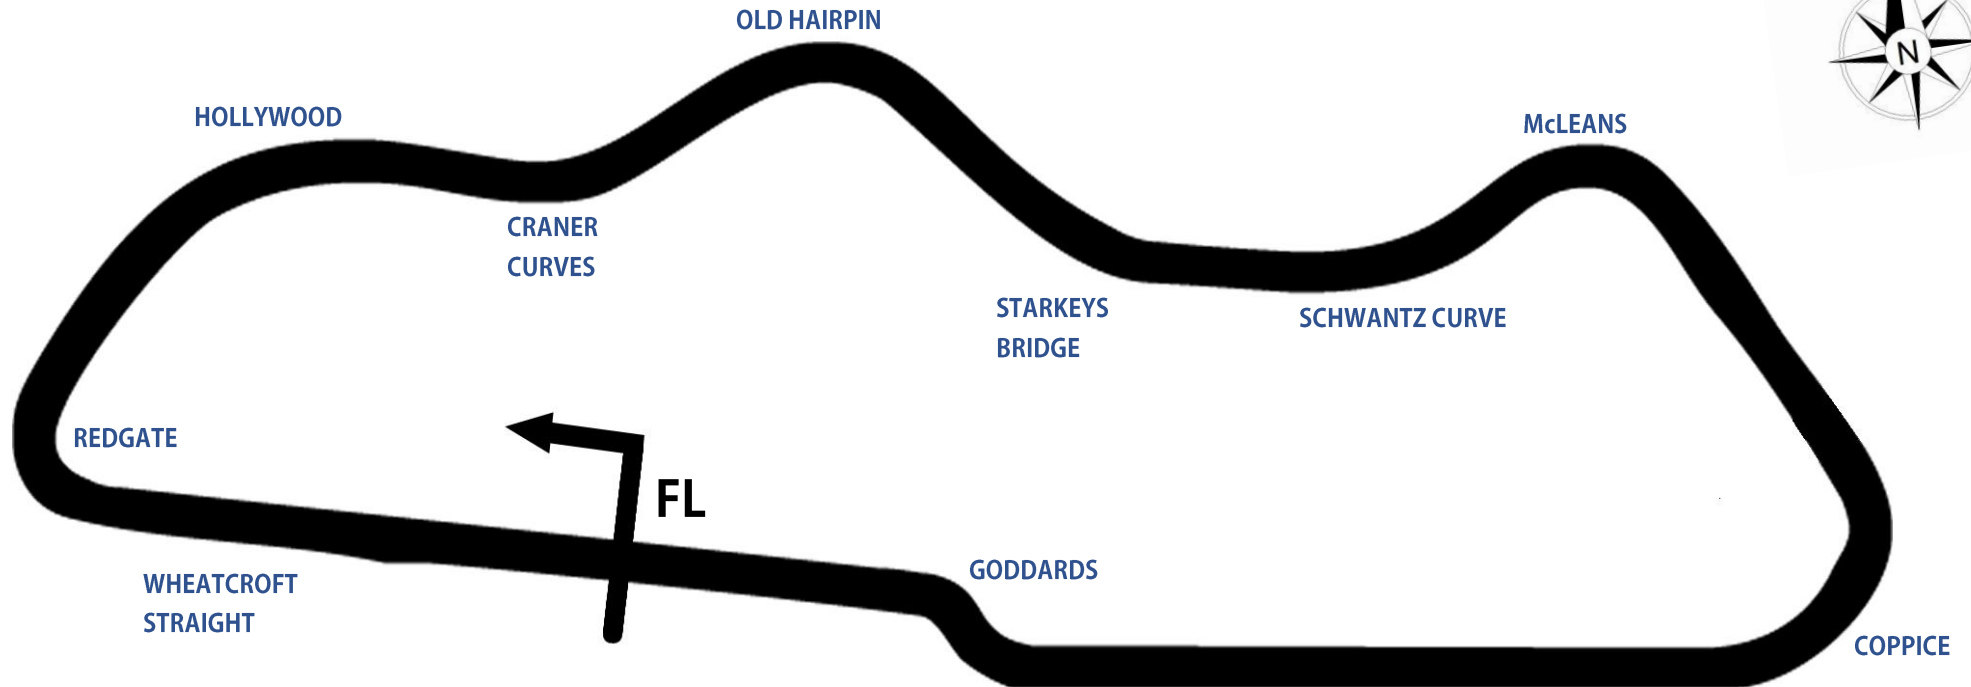 OLD HAIRPIN
N
HOLLYWOOD
McLEANS
CRANER
CURVES
STARKEYS
BRIDGE
SCHWANTZ CURVE
REDGATE
FL
GODDARDS
WHEATCROFT
STRAIGHT
COPPICE